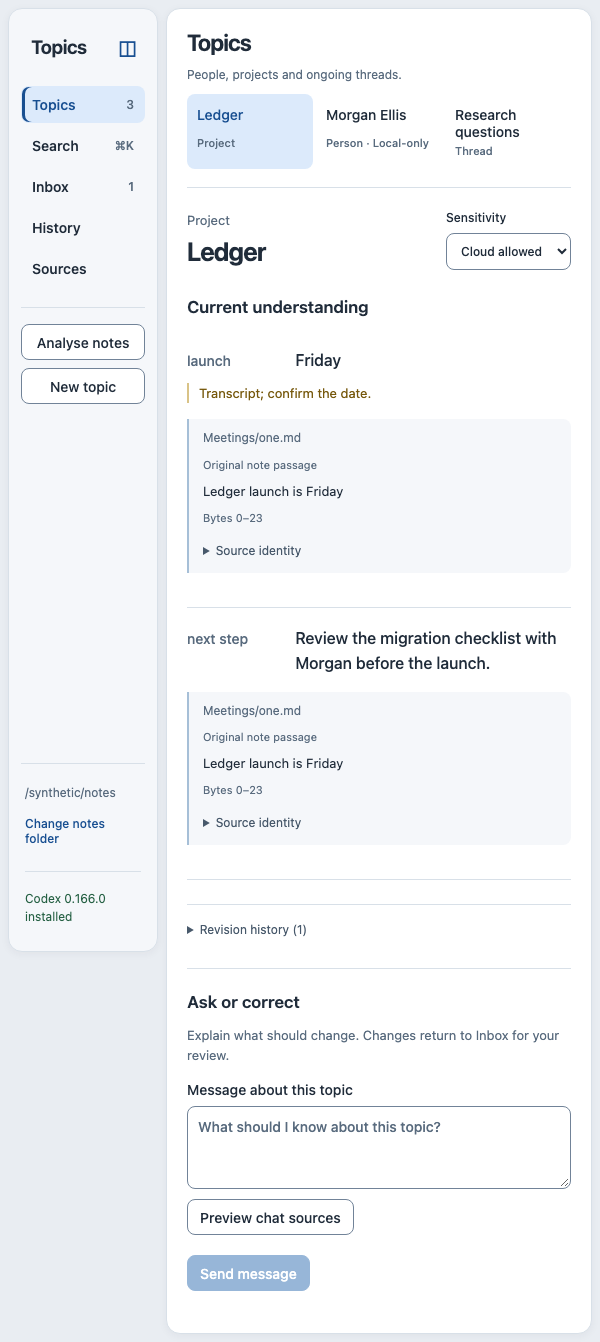 Topics
Topics 3
Search ⌘K
Inbox 1
History
Sources
Analyse notes
New topic
/synthetic/notes
Change notes
folder
Codex 0.166.0
installed
Topics
People, projects and ongoing threads.
Ledger
Project
Morgan Ellis
Person · Local-only
Research
questions
Thread
Project
Ledger
Sensitivity
Cloud allowed
Current understanding
launch Friday
Transcript; confirm the date.
Meetings/one.md
Original note passage
Ledger launch is Friday
Bytes 0–23
Source identity
next step Review the migration checklist with
Morgan before the launch.
Meetings/one.md
Original note passage
Ledger launch is Friday
Bytes 0–23
Source identity
Revision history (1)
Ask or correct
Explain what should change. Changes return to Inbox for your
review.
Message about this topic
What should I know about this topic?
Preview chat sources
Send message